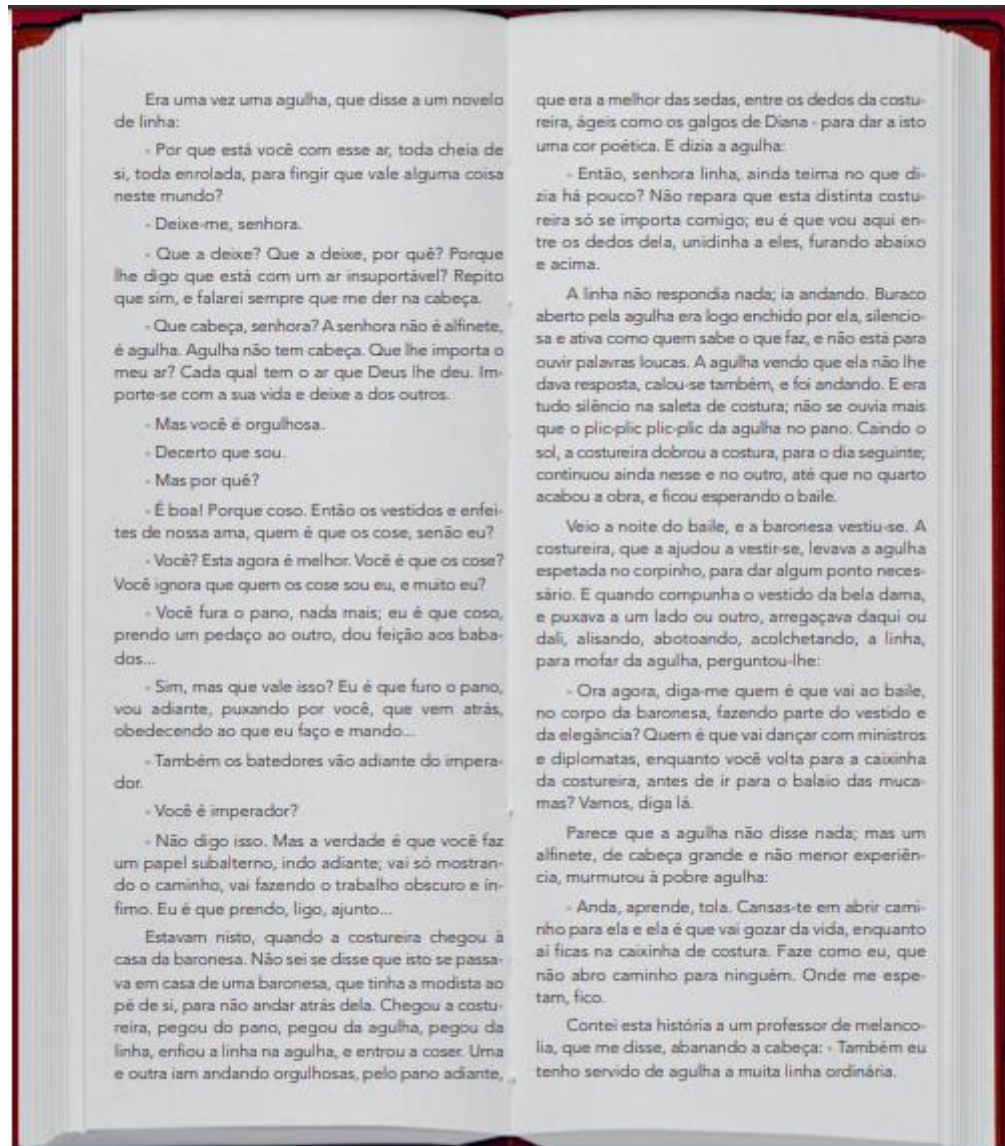 Era uma vez uma agulha, que disse a um novelo
de linha:
- Por que está você com esse ar, toda cheia de
si, toda enrolada, para fingir que vale alguma coisa
neste mundo?
- Deixe-me, senhora.
- Que a deixe? Que a deixe, por quê? Porque
lhe digo que está com um ar insuportável? Repito
que sim, e falarei sempre que me der na cabeça.
- Que cabeça, senhora? A senhora não é alfinete,
é agulha. Agulha não tem cabeça. Que lhe importa o
meu ar? Cada qual tem o ar que Deus lhe deu. Im-
porte-se com a sua vida e deixe a dos outros.
- Mas você é orgulhosa.
- Decerto que sou.
- Mas por quê?
- É boa! Porque coso. Então os vestidos e enfei-
tes de nossa ama, quem é que os cose, senão eu?
- Você? Esta agora é melhor. Você é que os cose?
Você ignora que quem os cose sou eu, e muito eu?
- Você fura o pano, nada mais; eu é que coso,
prendo um pedaço ao outro, dou feição aos baba-
dos...
- Sim, mas que vale isso? Eu é que furo o pano,
vou adiante, puxando por você, que vem atrás,
obedecendo ao que eu faço e mando...
- Também os batedores vão adiante do impera-
dor.
- Você é imperador?
- Não digo isso. Mas a verdade é que você faz
um papel subalterno, indo adiante; vai só mostran-
do o caminho, vai fazendo o trabalho obscuro e ín-
fimo. Eu é que prendo, ligo, ajunto...
Estavam nisto, quando a costureira chegou à
casa da baronesa. Não sei se disse que isto se passa-
va em casa de uma baronesa, que tinha a modista ao
pé de si, para não andar atrás dela. Chegou a costu-
reira, pegou do pano, pegou da agulha, pegou da
linha, enfiou a linha na agulha, e entrou a coser. Uma
e outra iam andando orgulhosas, pelo pano adiante,
que era a melhor das sedas, entre os dedos da costu-
reira, ágeis como os galgos de Diana - para dar a isto
uma cor poética. E dizia a agulha:
- Então, senhora linha, ainda teima no que di-
zia há pouco? Não repara que esta distinta costu-
reira só se importa comigo; eu é que vou aqui en-
tre os dedos dela, unidinha a eles, furando abaixo
e acima.
A linha não respondia nada; ia andando. Buraco
aberto pela agulha era logo enchido por ela, silencio-
sa e ativa como quem sabe o que faz, e não está para
ouvir palavras loucas. A agulha vendo que ela não lhe
dava resposta, calou-se também, e foi andando. E era
tudo silêncio na saleta de costura; não se ouvia mais
que o plic-plic plic-plic da agulha no pano. Caindo o
sol, a costureira dobrou a costura, para o dia seguinte;
continuou ainda nesse e no outro, até que no quarto
acabou a obra, e ficou esperando o baile.
Veio a noite do baile, e a baronesa vestiu-se. A
costureira, que a ajudou a vestir-se, levava a agulha
espetada no corpinho, para dar algum ponto neces-
sário. E quando compunha o vestido da bela dama,
e puxava a um lado ou outro, arregaçava daqui ou
dali, alisando, abotoando, acolchetando, a linha,
para mofar da agulha, perguntou-lhe:
- Ora agora, diga-me quem é que vai ao baile,
no corpo da baronesa, fazendo parte do vestido e
da elegância? Quem é que vai dançar com ministros
e diplomatas, enquanto você volta para a caixinha
da costureira, antes de ir para o balaio das muca-
mas? Vamos, diga lá.
Parece que a agulha não disse nada; mas um
alfinete, de cabeça grande e não menor experiên-
cia, murmurou à pobre agulha:
- Anda, aprende, tola. Cansas-te em abrir cami-
nho para ela e ela é que vai gozar da vida, enquanto
aí ficas na caixinha de costura. Faze como eu, que
não abro caminho para ninguém. Onde me espe-
tam, fico.
Contei esta história a um professor de melanco-
lia, que me disse, abanando a cabeça: - Também eu
tenho servido de agulha a muita linha ordinária.